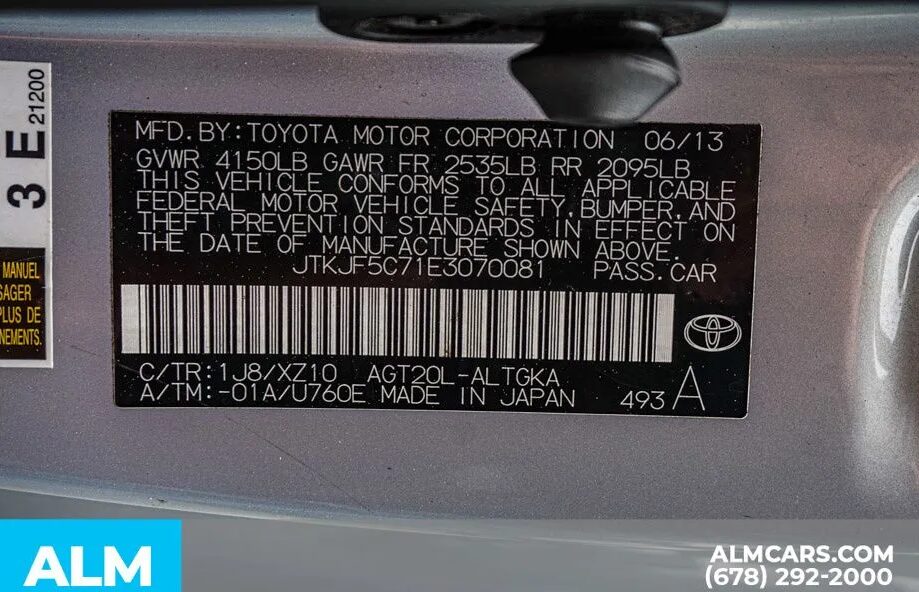 3 E 21200
MANUEL
SAGER
PLUS DE
NEMENTS.
MFD.BY:TOYOTA MOTOR CORPORATION 06/13
GVWR 4150LB GAWR FR 2535LB RR 2095LB
THIS VEHICLE CONFORMS TO ALL APPLICABLE
FEDERAL MOTOR VEHICLE SAFETY,BUMPER,AND
THEFT PREVENTION STANDARDS IN EFFECT ON
THE DATE OF MANUFACTURE SHOWN ABOVE.
JTKJF5C71E3070081 PASS.CAR
C/TR:1J8/XZ10 AGT20L-ALTGKA
A/TM:-01A/U760E MADE IN JAPAN 493 A
ALM
ALMCARS.COM
(678) 292-2000